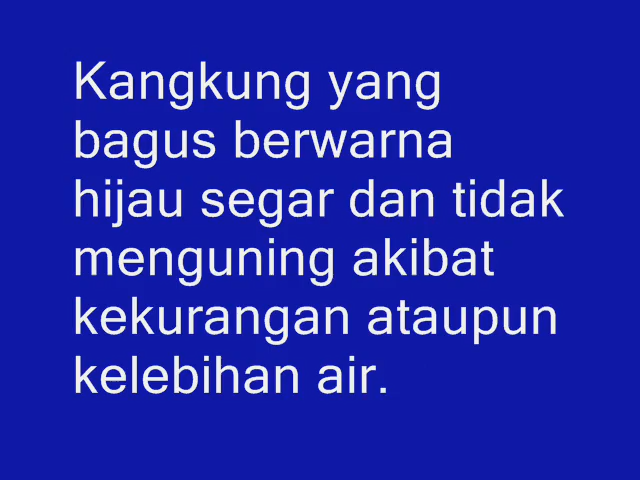 Kangkung yang
bagus berwarna
hijau segar dan tidak
menguning akibat
kekurangan ataupun
kelebihan air.